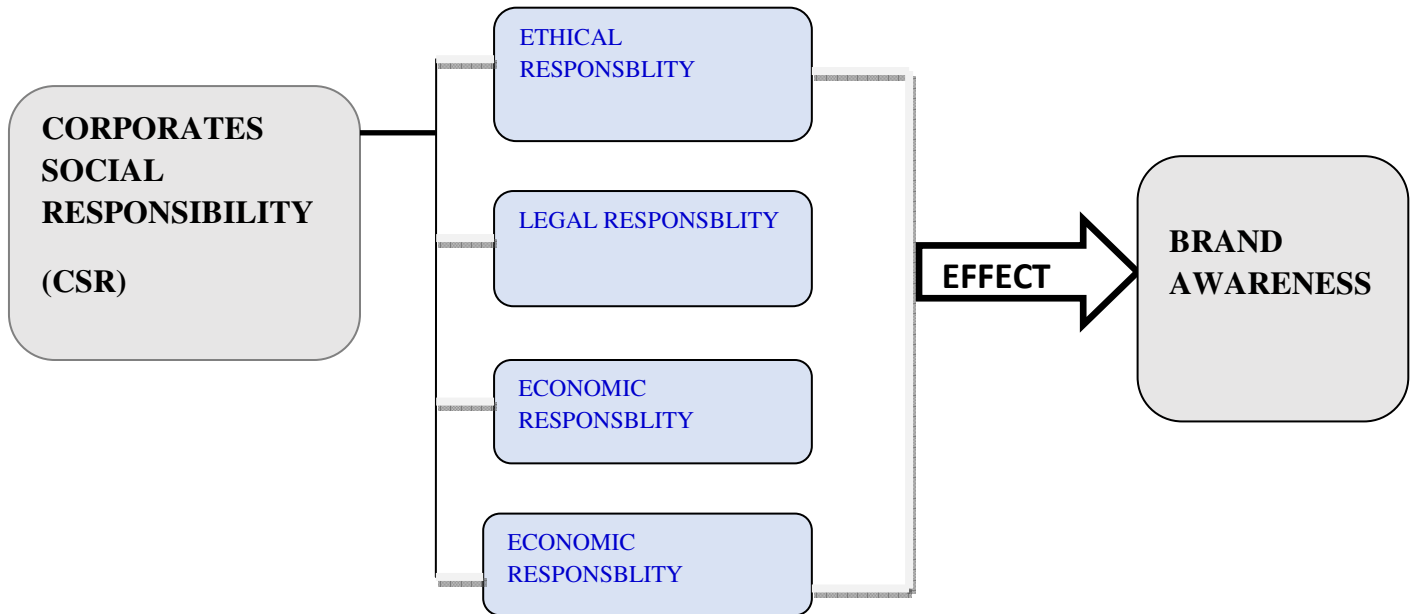 CORPORATES
SOCIAL
RESPONSIBILITY
(CSR)
ETHICAL
RESPONSBLITY
LEGAL RESPONSBLITY
ECONOMIC
RESPONSBLITY
ECONOMIC
RESPONSBLITY
EFFECT
BRAND
AWARENESS